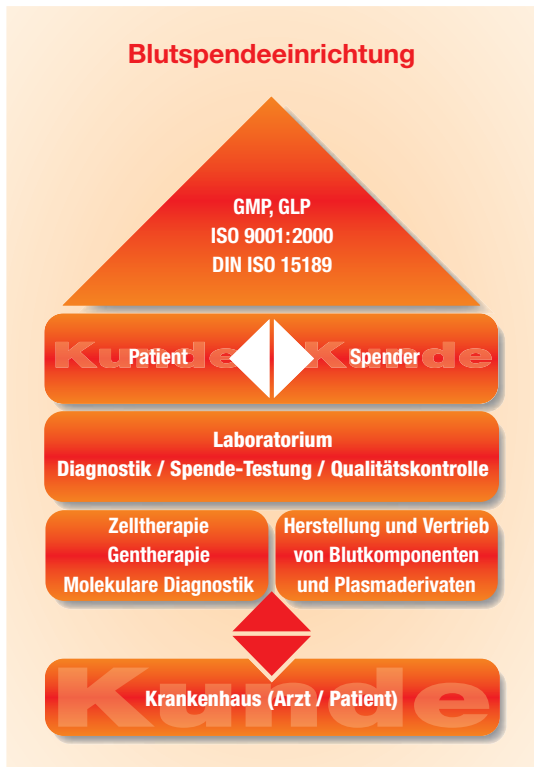 Blutspendeeinrichtung
GMP, GLP
ISO 9001:2000
DIN ISO 15189
Kunde Kunde
Patient Spender
Laboratorium
Diagnostik / Spende-Testung / Qualitätskontrolle
Zelltherapie
Gentherapie
Molekulare Diagnostik
Herstellung und Vertrieb
von Blutkomponenten
und Plasmaderivaten
Kunde
Krankenhaus (Arzt / Patient)